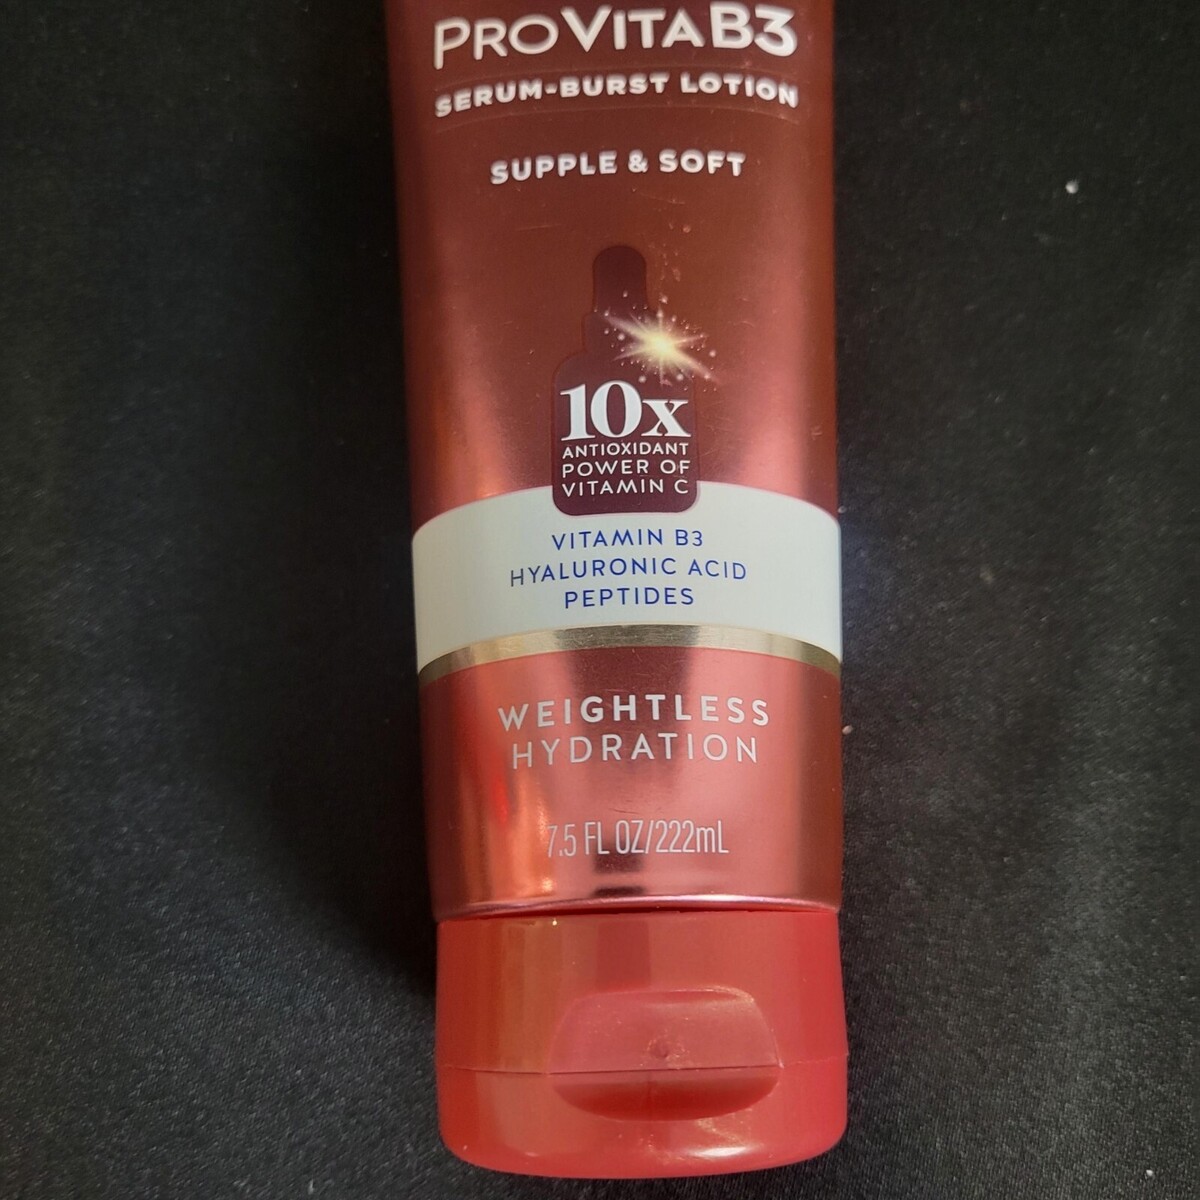 PROVITAB3
SERUM-BURST LOTION
SUPPLE & SOFT
10x
ANTIOXIDANT
POWER OF
VITAMIN C
VITAMIN B3
HYALURONIC ACID
PEPTIDES
WEIGHTLESS
HYDRATION
7.5 FL OZ/222mL